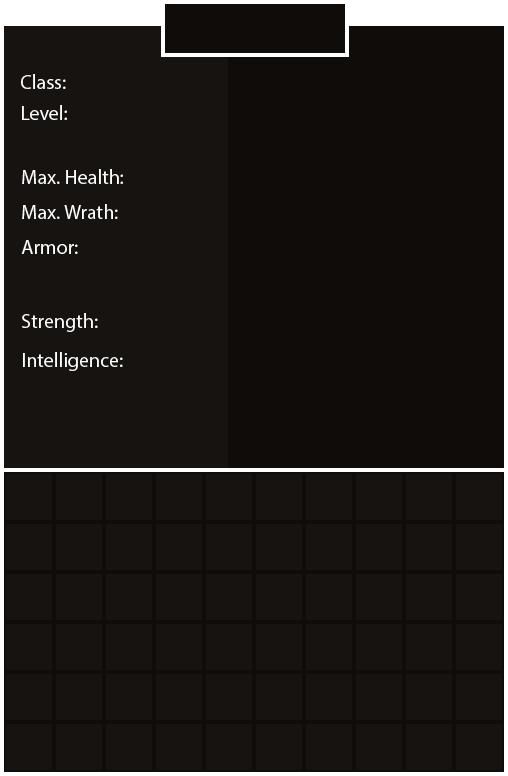 Class:
Level:
Max. Health:
Max. Wrath:
Armor:
Strength:
Intelligence: